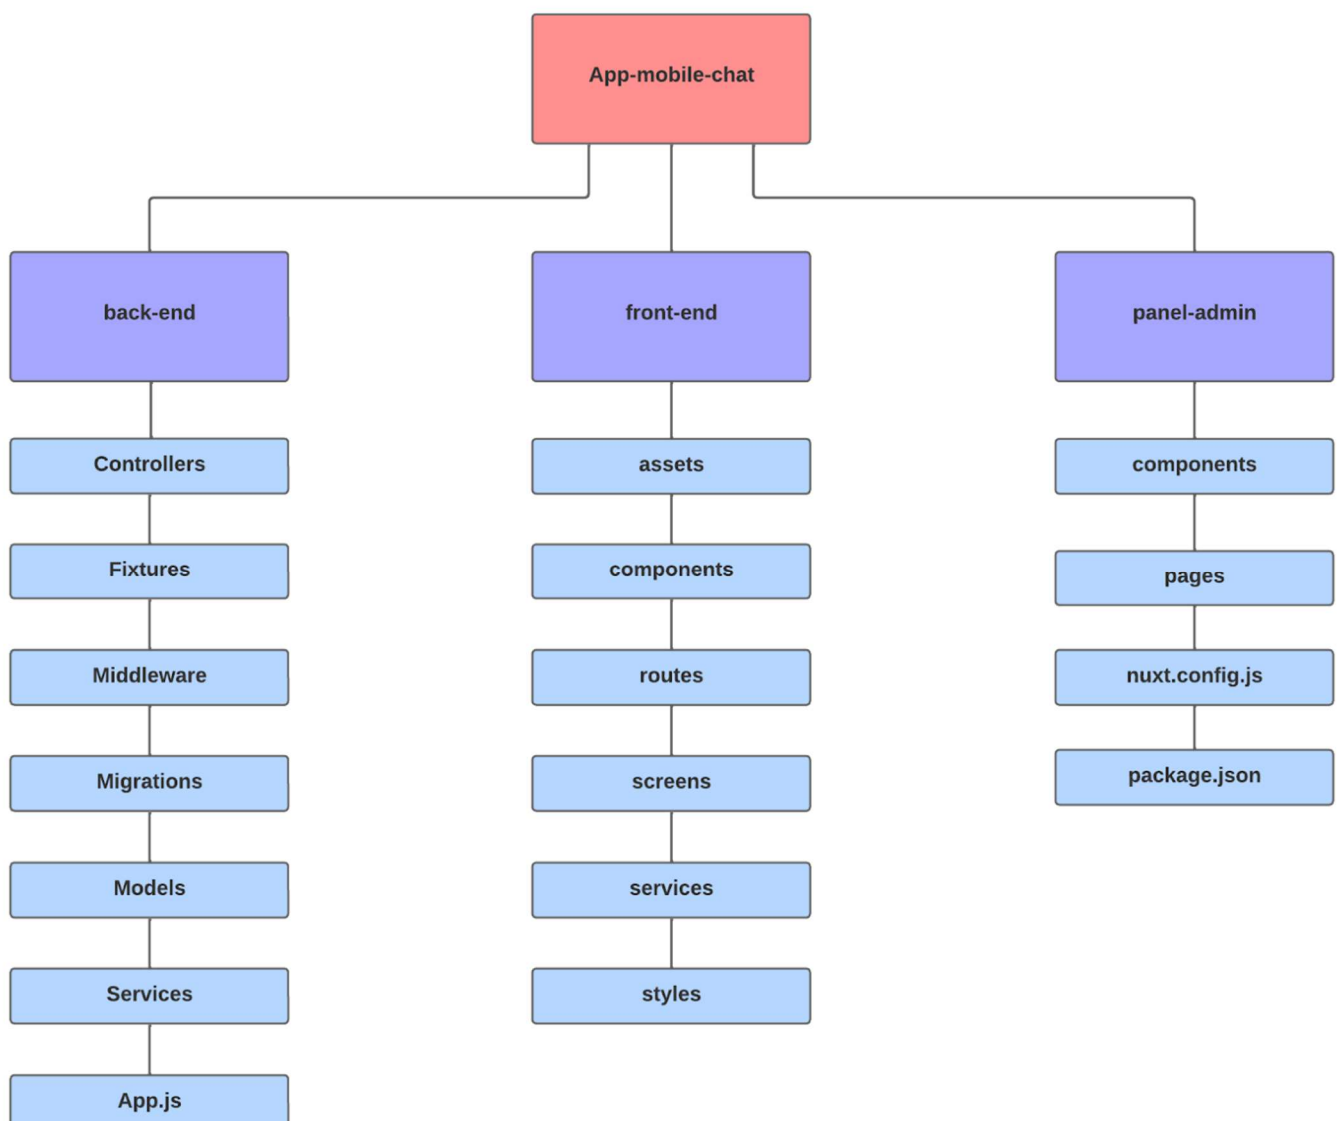 App-mobile-chat
back-end
front-end
panel-admin
Controllers
Fixtures
Middleware
Migrations
Models
Services
App.js
assets
components
routes
screens
services
styles
components
pages
nuxt.config.js
package.json